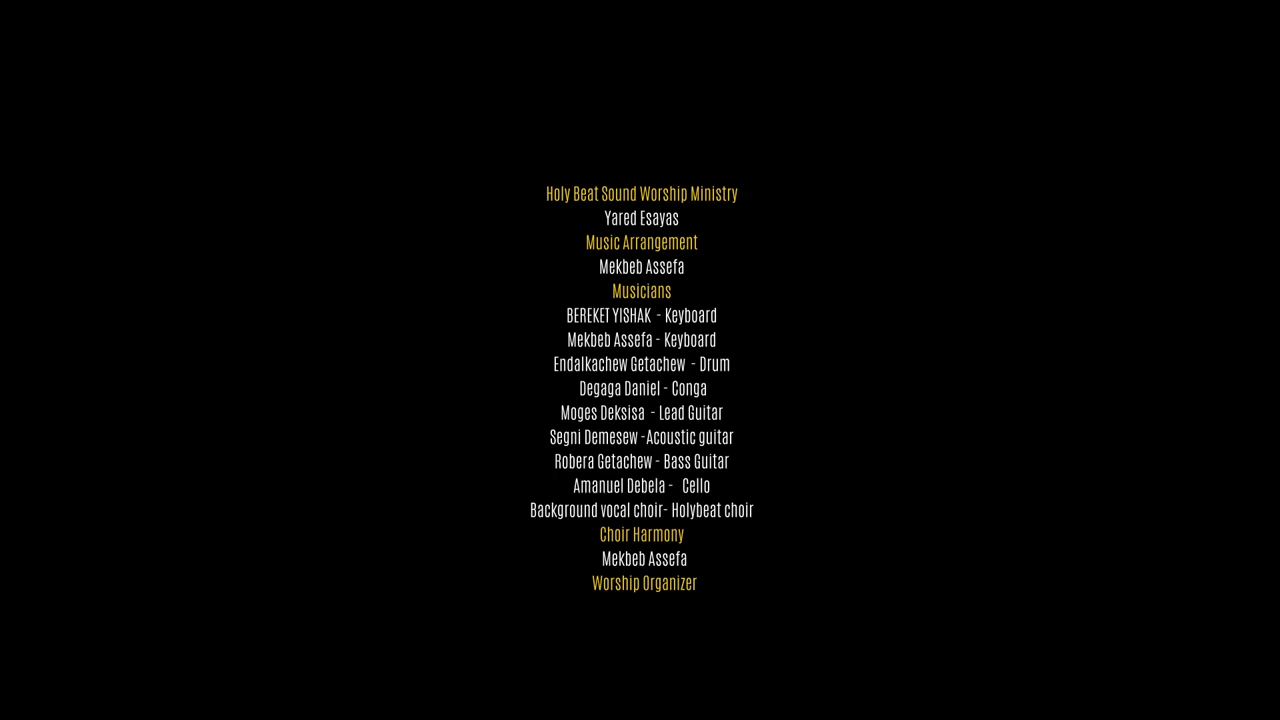 Holy Beat Sound Worship Ministry
Yared Esayas
Music Arrangement
Mekbeb Assefa
Musicians
BEREKET YISHAK - Keyboard
Mekbeb Assefa - Keyboard
Endalkachew Getachew - Drum
Degaga Daniel - Conga
Moges Deksisa - Lead Guitar
Segni Demesew -Acoustic guitar
Robera Getachew - Bass Guitar
Amanuel Debela - Cello
Background vocal choir- Holybeat choir
Choir Harmony
Mekbeb Assefa
Worship Organizer